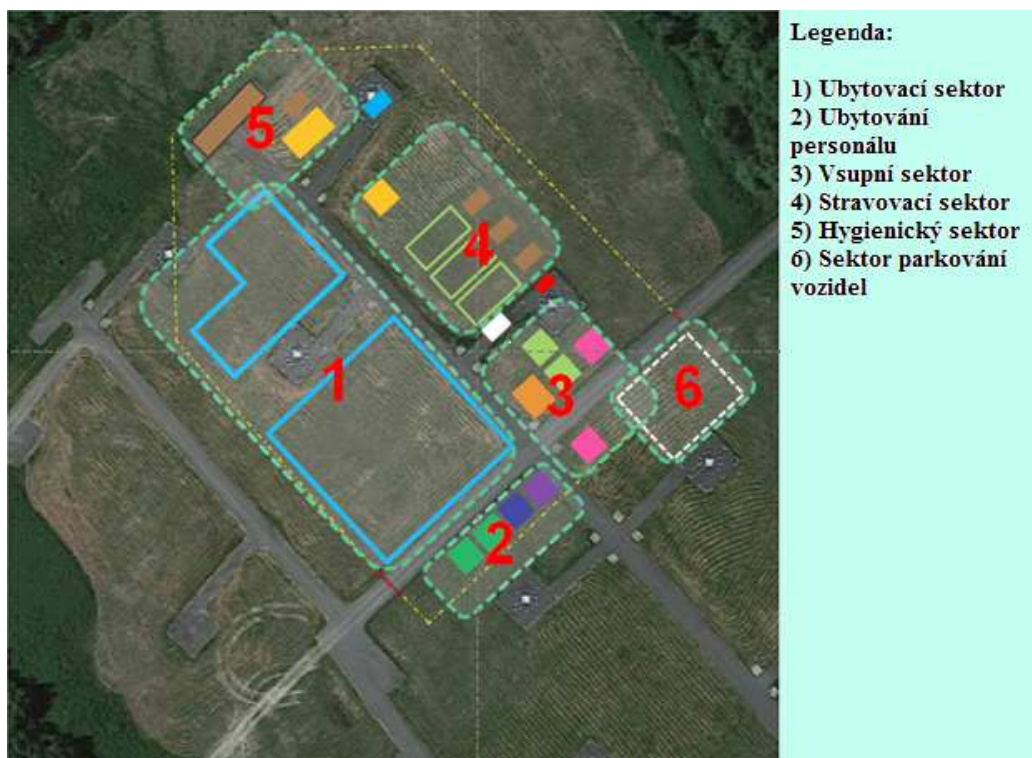 Legenda:
1) Ubytovací sektor
2) Ubytování
personálu
3) Vsupní sektor
4) Stravovací sektor
5) Hygienický sektor
6) Sektor parkování
vozidel
5
4
1
3
6
2